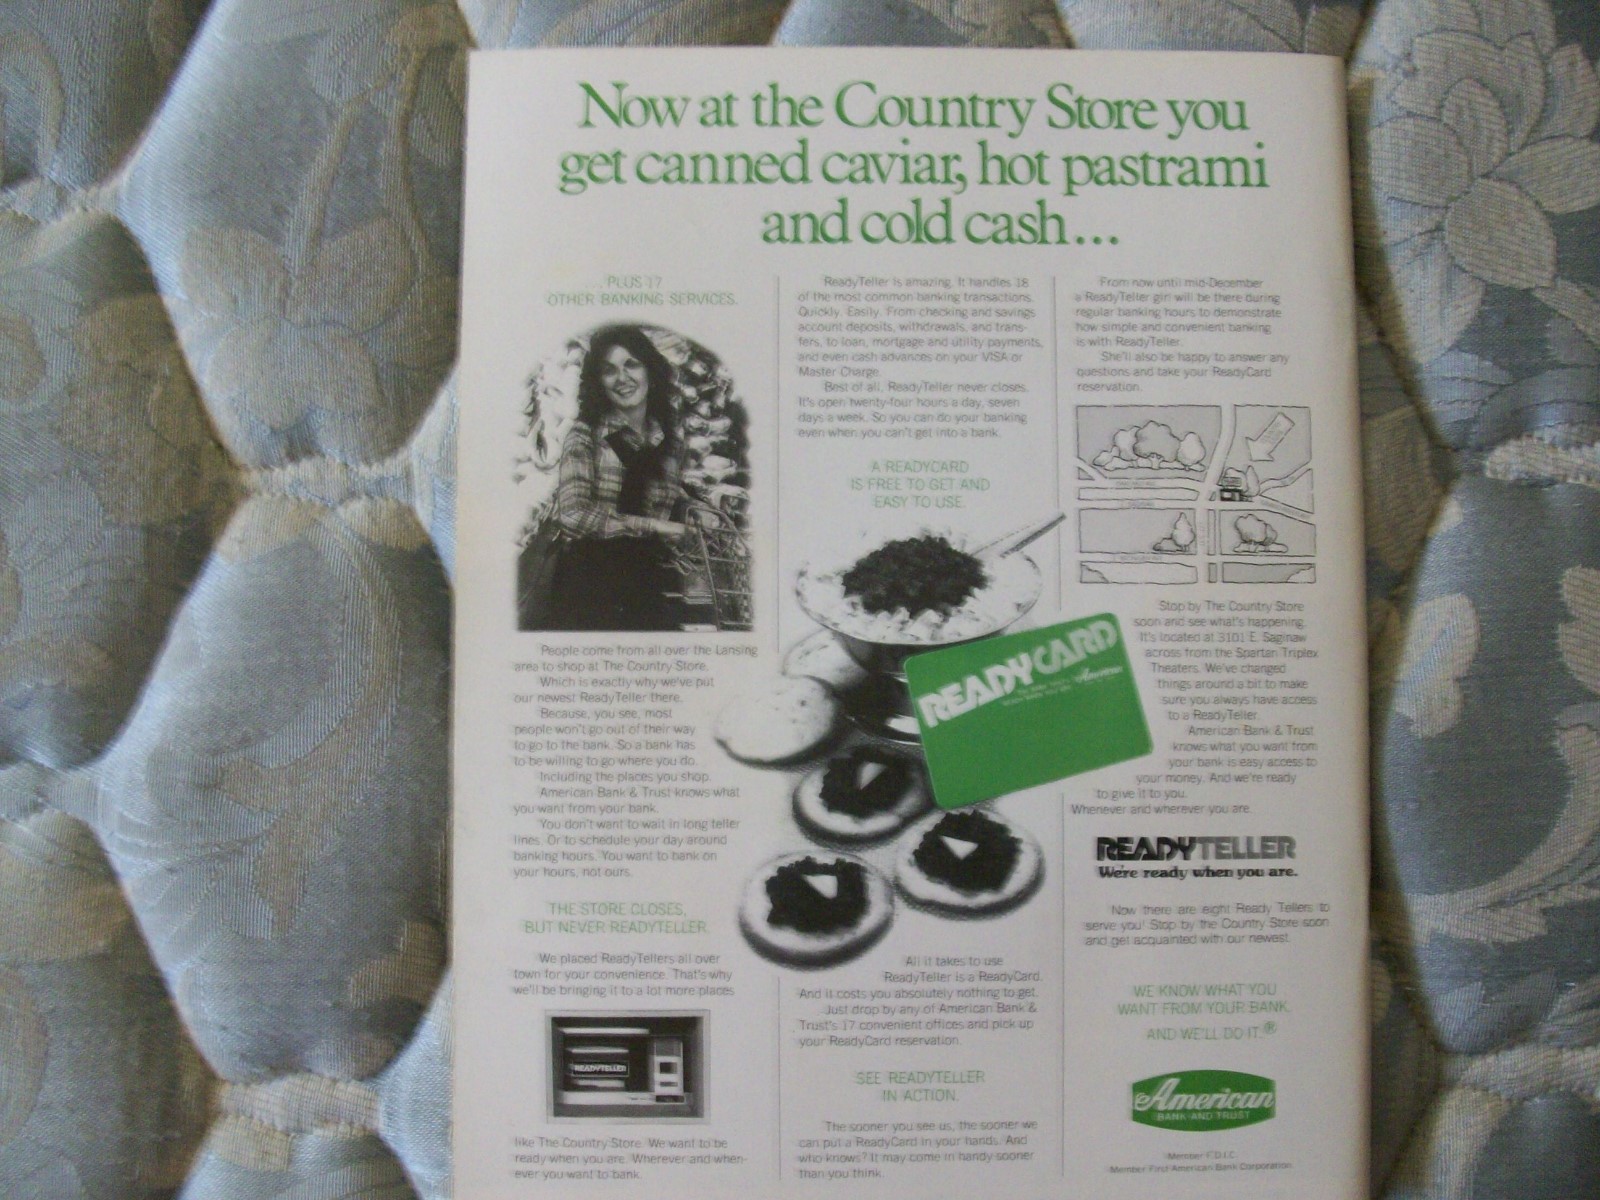 Now at the Country Store you
get canned caviar, hot pastrami
and cold cash...
... PLUS 17
OTHER BANKING SERVICES.
People come from all over the Lansing
area to shop at The Country Store.
Which is exactly why we've put
our newest ReadyTeller there.
Because, you see, most
people won't go out of their way
to go to the bank. So a bank has
to be willing to go where you do.
Including the places you shop.
American Bank & Trust knows what
you want from your bank.
You don't want to wait in long teller
lines. Or to schedule your day around
banking hours. You want to bank on
your hours, not ours.
THE STORE CLOSES,
BUT NEVER READYTELLER.
We placed ReadyTellers all over
town for your convenience. That's why
we'll be bringing it to a lot more places
READYTELLER
like The Country Store. We want to be
ready when you are. Wherever and when-
ever you want to bank.
ReadyTeller is amazing. It handles 18
of the most common banking transactions.
Quickly. Easily. From checking and savings
account deposits, withdrawals, and trans-
fers, to loan, mortgage and utility payments,
and even cash advances on your VISA or
Master Charge.
Best of all, ReadyTeller never closes.
It's open twenty-four hours a day, seven
days a week. So you can do your banking
even when you can't get into a bank.
A READYCARD
IS FREE TO GET AND
EASY TO USE.
READYCARD
American
All it takes to use
ReadyTeller is a ReadyCard.
And it costs you absolutely nothing to get.
Just drop by any of American Bank &
Trust's 17 convenient offices and pick up
your ReadyCard reservation.
SEE READYTELLER
IN ACTION.
The sooner you see us, the sooner we
can put a ReadyCard in your hands. And
who knows? It may come in handy sooner
than you think.
From now until mid-December
a ReadyTeller girl will be there during
regular banking hours to demonstrate
how simple and convenient banking
is with ReadyTeller.
She'll also be happy to answer any
questions and take your ReadyCard
reservation.
Stop by The Country Store
soon and see what's happening.
It's located at 3101 E. Saginaw
across from the Spartan Triplex
Theaters. We've changed
things around a bit to make
sure you always have access
to a ReadyTeller.
American Bank & Trust
knows what you want from
your bank is easy access to
your money. And we're ready
to give it to you.
Whenever and wherever you are.
READYTELLER
We're ready when you are.
Now there are eight Ready Tellers to
serve you! Stop by the Country Store soon
and get acquainted with our newest.
WE KNOW WHAT YOU
WANT FROM YOUR BANK.
AND WE'LL DO IT.®
American
BANK AND TRUST
Member F.D.I.C.
Member First American Bank Corporation